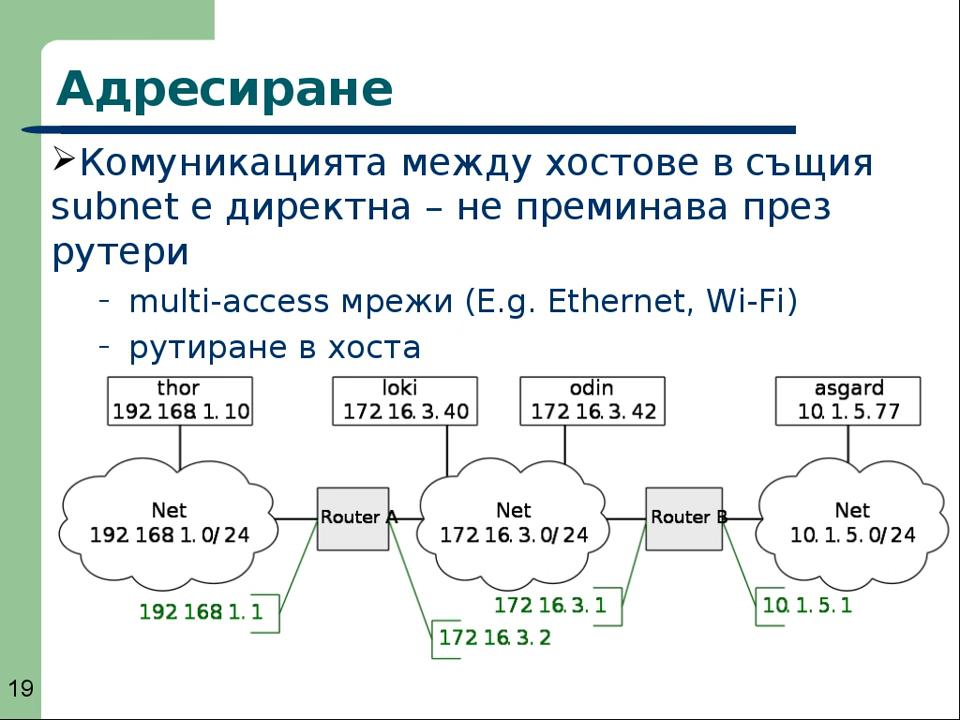 Адресиране
Комуникацията между хостове в същия
subnet е директна – не преминава през
рутери
– multi-access мрежи (E.g. Ethernet, Wi-Fi)
– рутиране в хоста
thor
192.168.1.10
loki
172.16.3.40
odin
172.16.3.42
asgard
10.1.5.77
Net
192.168.1.0/24
Router A
Net
172.16.3.0/24
Router B
Net
10.1.5.0/24
192.168.1.1
172.16.3.2
172.16.3.1
10.1.5.1
19